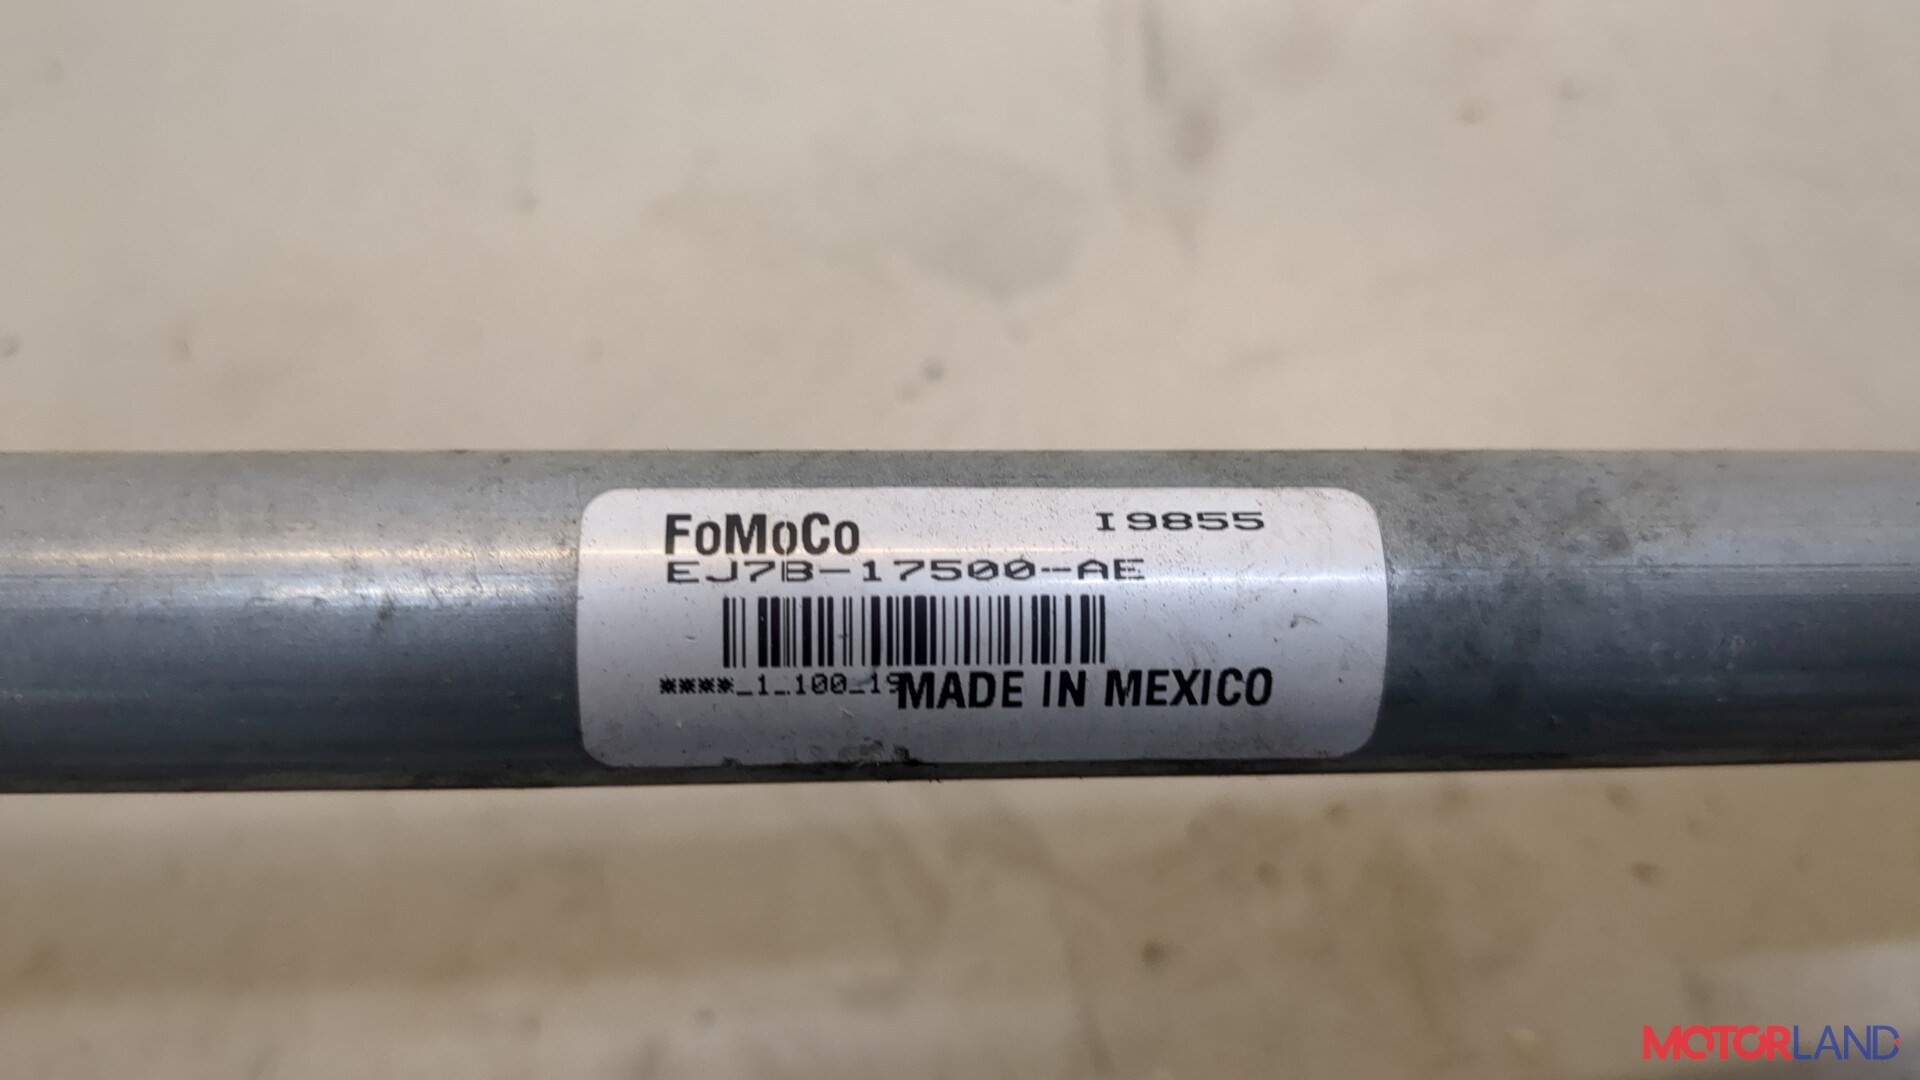 FoMoCo I9855
EJ7B-17500-AE
****_1_100_19
MADE IN MEXICO
MOTORLAND